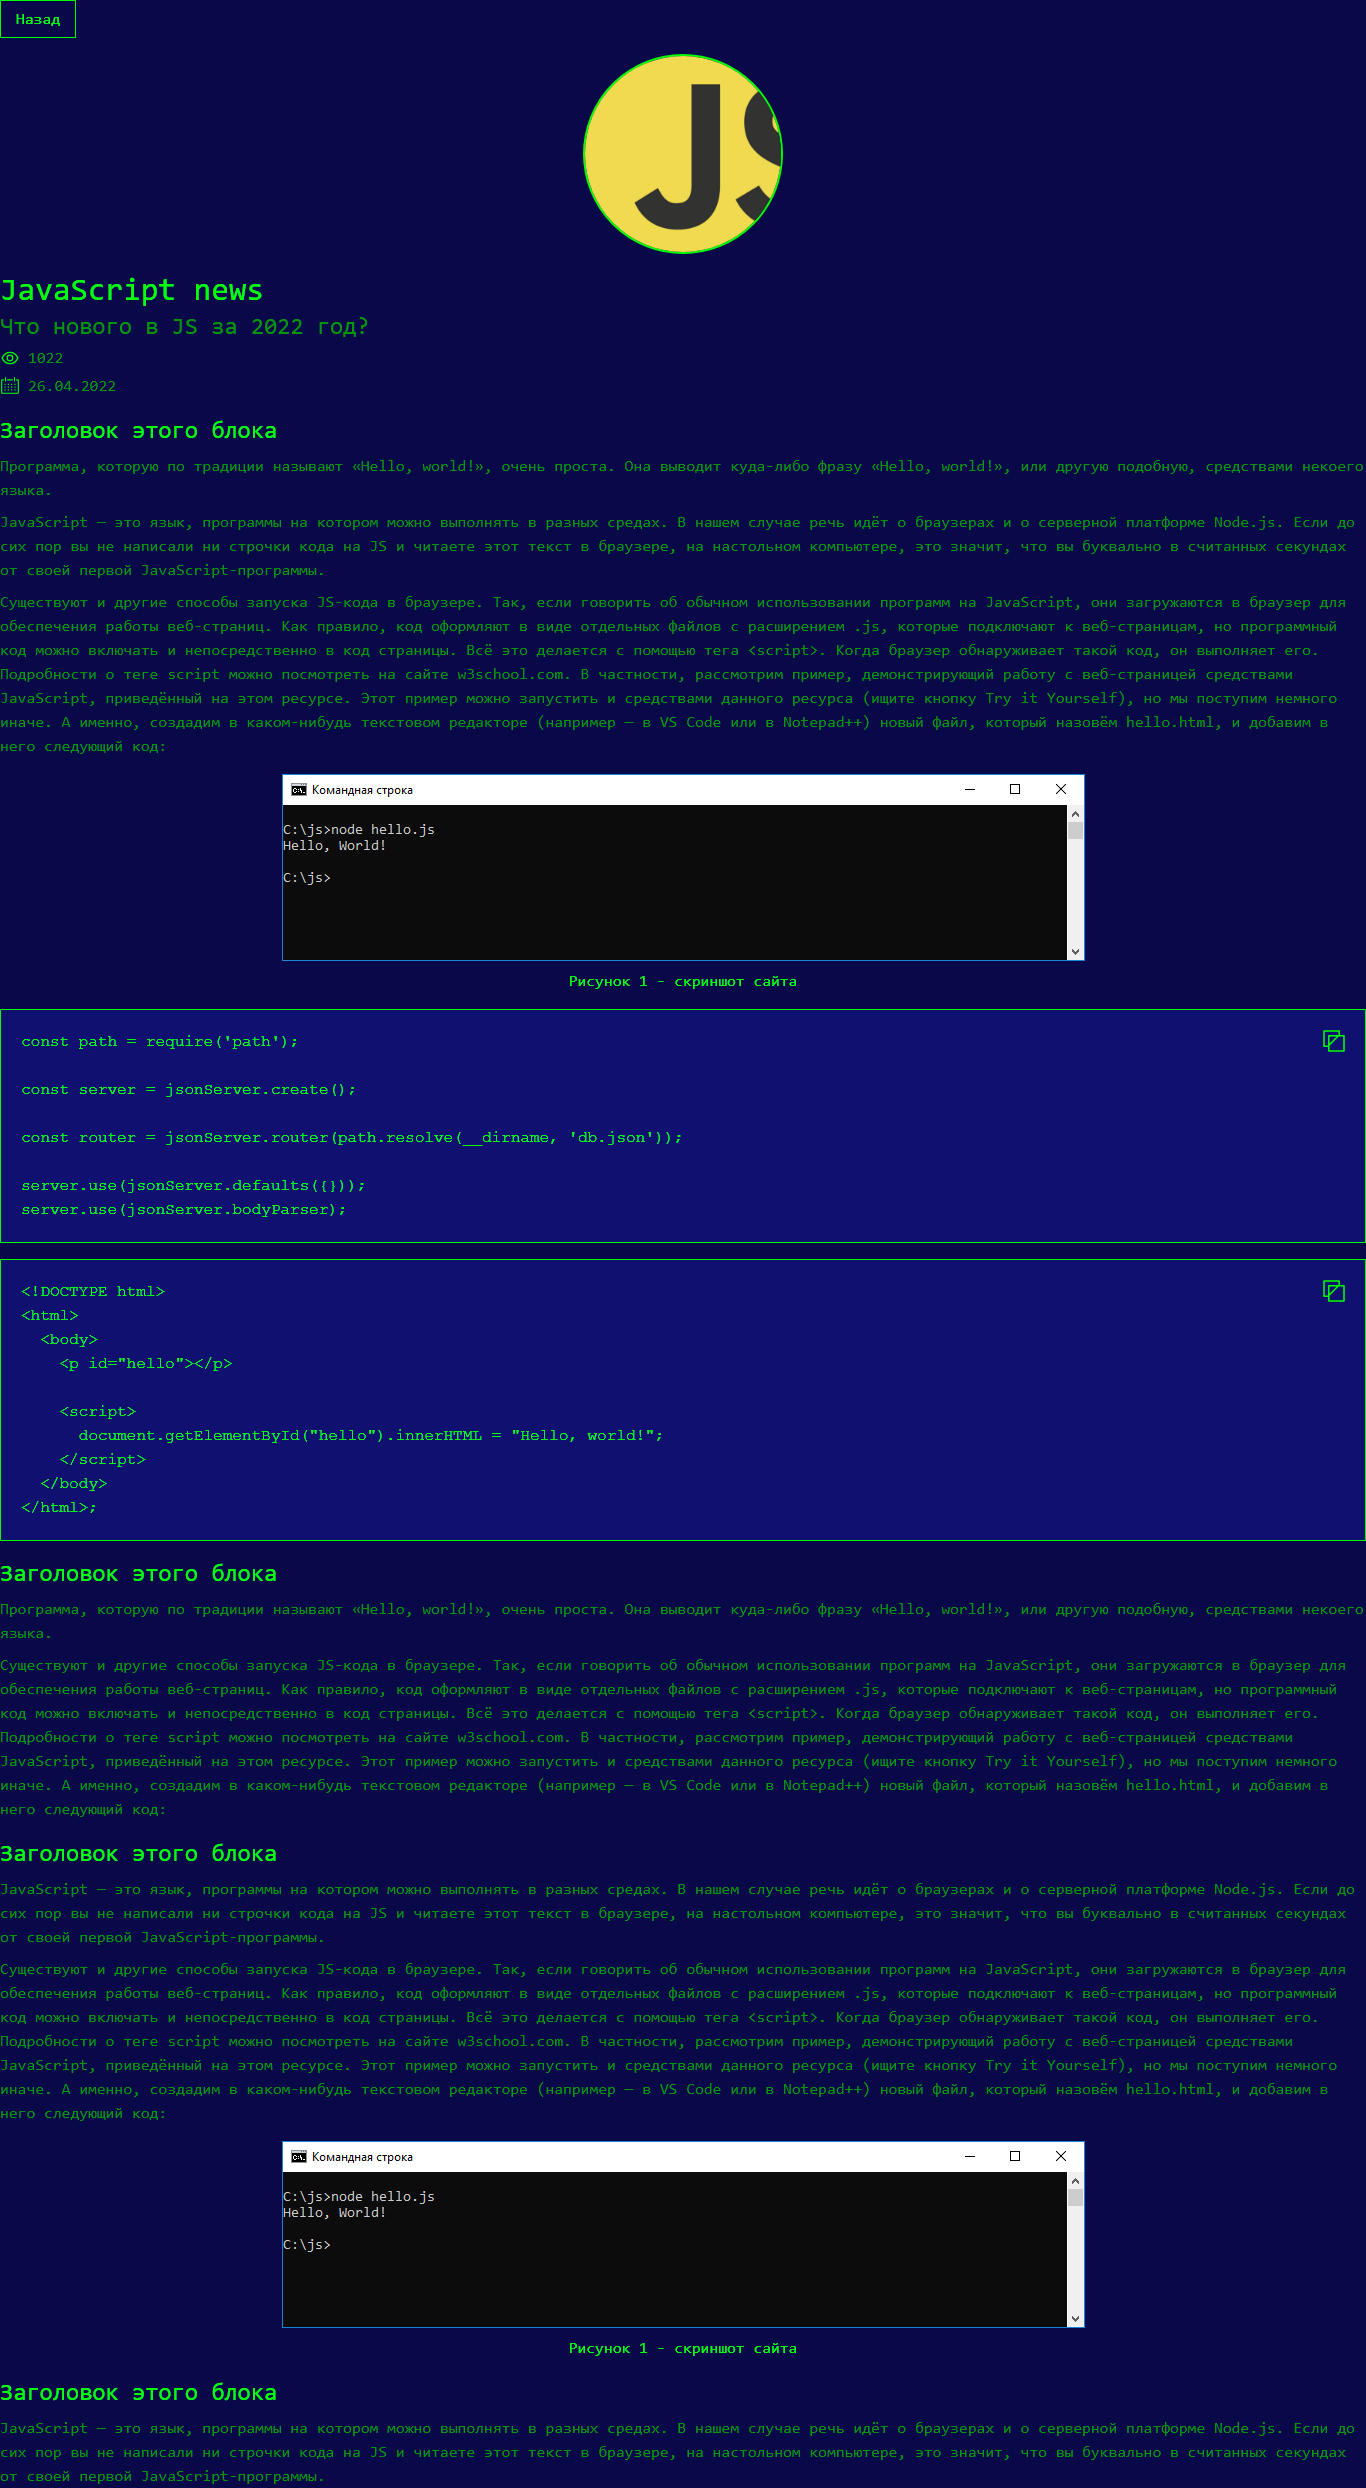 Назад
JS
JavaScript news
Что нового в JS за 2022 год?
1022
26.04.2022
Заголовок этого блока
Программа, которую по традиции называют «Hello, world!», очень проста. Она выводит куда-либо фразу «Hello, world!», или другую подобную, средствами некоего
языка.
JavaScript — это язык, программы на котором можно выполнять в разных средах. В нашем случае речь идёт о браузерах и о серверной платформе Node.js. Если до
сих пор вы не написали ни строчки кода на JS и читаете этот текст в браузере, на настольном компьютере, это значит, что вы буквально в считанных секундах
от своей первой JavaScript-программы.
Существуют и другие способы запуска JS-кода в браузере. Так, если говорить об обычном использовании программ на JavaScript, они загружаются в браузер для
обеспечения работы веб-страниц. Как правило, код оформляют в виде отдельных файлов с расширением .js, которые подключают к веб-страницам, но программный
код можно включать и непосредственно в код страницы. Всё это делается с помощью тега <script>. Когда браузер обнаруживает такой код, он выполняет его.
Подробности о теге script можно посмотреть на сайте w3school.com. В частности, рассмотрим пример, демонстрирующий работу с веб-страницей средствами
JavaScript, приведённый на этом ресурсе. Этот пример можно запустить и средствами данного ресурса (ищите кнопку Try it Yourself), но мы поступим немного
иначе. А именно, создадим в каком-нибудь текстовом редакторе (например — в VS Code или в Notepad++) новый файл, который назовём hello.html, и добавим в
него следующий код:
Командная строка
C:\js>node hello.js
Hello, World!
C:\js>
Рисунок 1 - скриншот сайта
const path = require('path');
const server = jsonServer.create();
const router = jsonServer.router(path.resolve(__dirname, 'db.json'));
server.use(jsonServer.defaults({}));
server.use(jsonServer.bodyParser);
<!DOCTYPE html>
<html>
  <body>
    <p id="hello"></p>
    <script>
      document.getElementById("hello").innerHTML = "Hello, world!";
    </script>
  </body>
</html>;
Заголовок этого блока
Программа, которую по традиции называют «Hello, world!», очень проста. Она выводит куда-либо фразу «Hello, world!», или другую подобную, средствами некоего
языка.
Существуют и другие способы запуска JS-кода в браузере. Так, если говорить об обычном использовании программ на JavaScript, они загружаются в браузер для
обеспечения работы веб-страниц. Как правило, код оформляют в виде отдельных файлов с расширением .js, которые подключают к веб-страницам, но программный
код можно включать и непосредственно в код страницы. Всё это делается с помощью тега <script>. Когда браузер обнаруживает такой код, он выполняет его.
Подробности о теге script можно посмотреть на сайте w3school.com. В частности, рассмотрим пример, демонстрирующий работу с веб-страницей средствами
JavaScript, приведённый на этом ресурсе. Этот пример можно запустить и средствами данного ресурса (ищите кнопку Try it Yourself), но мы поступим немного
иначе. А именно, создадим в каком-нибудь текстовом редакторе (например — в VS Code или в Notepad++) новый файл, который назовём hello.html, и добавим в
него следующий код:
Заголовок этого блока
JavaScript — это язык, программы на котором можно выполнять в разных средах. В нашем случае речь идёт о браузерах и о серверной платформе Node.js. Если до
сих пор вы не написали ни строчки кода на JS и читаете этот текст в браузере, на настольном компьютере, это значит, что вы буквально в считанных секундах
от своей первой JavaScript-программы.
Существуют и другие способы запуска JS-кода в браузере. Так, если говорить об обычном использовании программ на JavaScript, они загружаются в браузер для
обеспечения работы веб-страниц. Как правило, код оформляют в виде отдельных файлов с расширением .js, которые подключают к веб-страницам, но программный
код можно включать и непосредственно в код страницы. Всё это делается с помощью тега <script>. Когда браузер обнаруживает такой код, он выполняет его.
Подробности о теге script можно посмотреть на сайте w3school.com. В частности, рассмотрим пример, демонстрирующий работу с веб-страницей средствами
JavaScript, приведённый на этом ресурсе. Этот пример можно запустить и средствами данного ресурса (ищите кнопку Try it Yourself), но мы поступим немного
иначе. А именно, создадим в каком-нибудь текстовом редакторе (например — в VS Code или в Notepad++) новый файл, который назовём hello.html, и добавим в
него следующий код:
Командная строка
C:\js>node hello.js
Hello, World!
C:\js>
Рисунок 1 - скриншот сайта
Заголовок этого блока
JavaScript — это язык, программы на котором можно выполнять в разных средах. В нашем случае речь идёт о браузерах и о серверной платформе Node.js. Если до
сих пор вы не написали ни строчки кода на JS и читаете этот текст в браузере, на настольном компьютере, это значит, что вы буквально в считанных секундах
от своей первой JavaScript-программы.